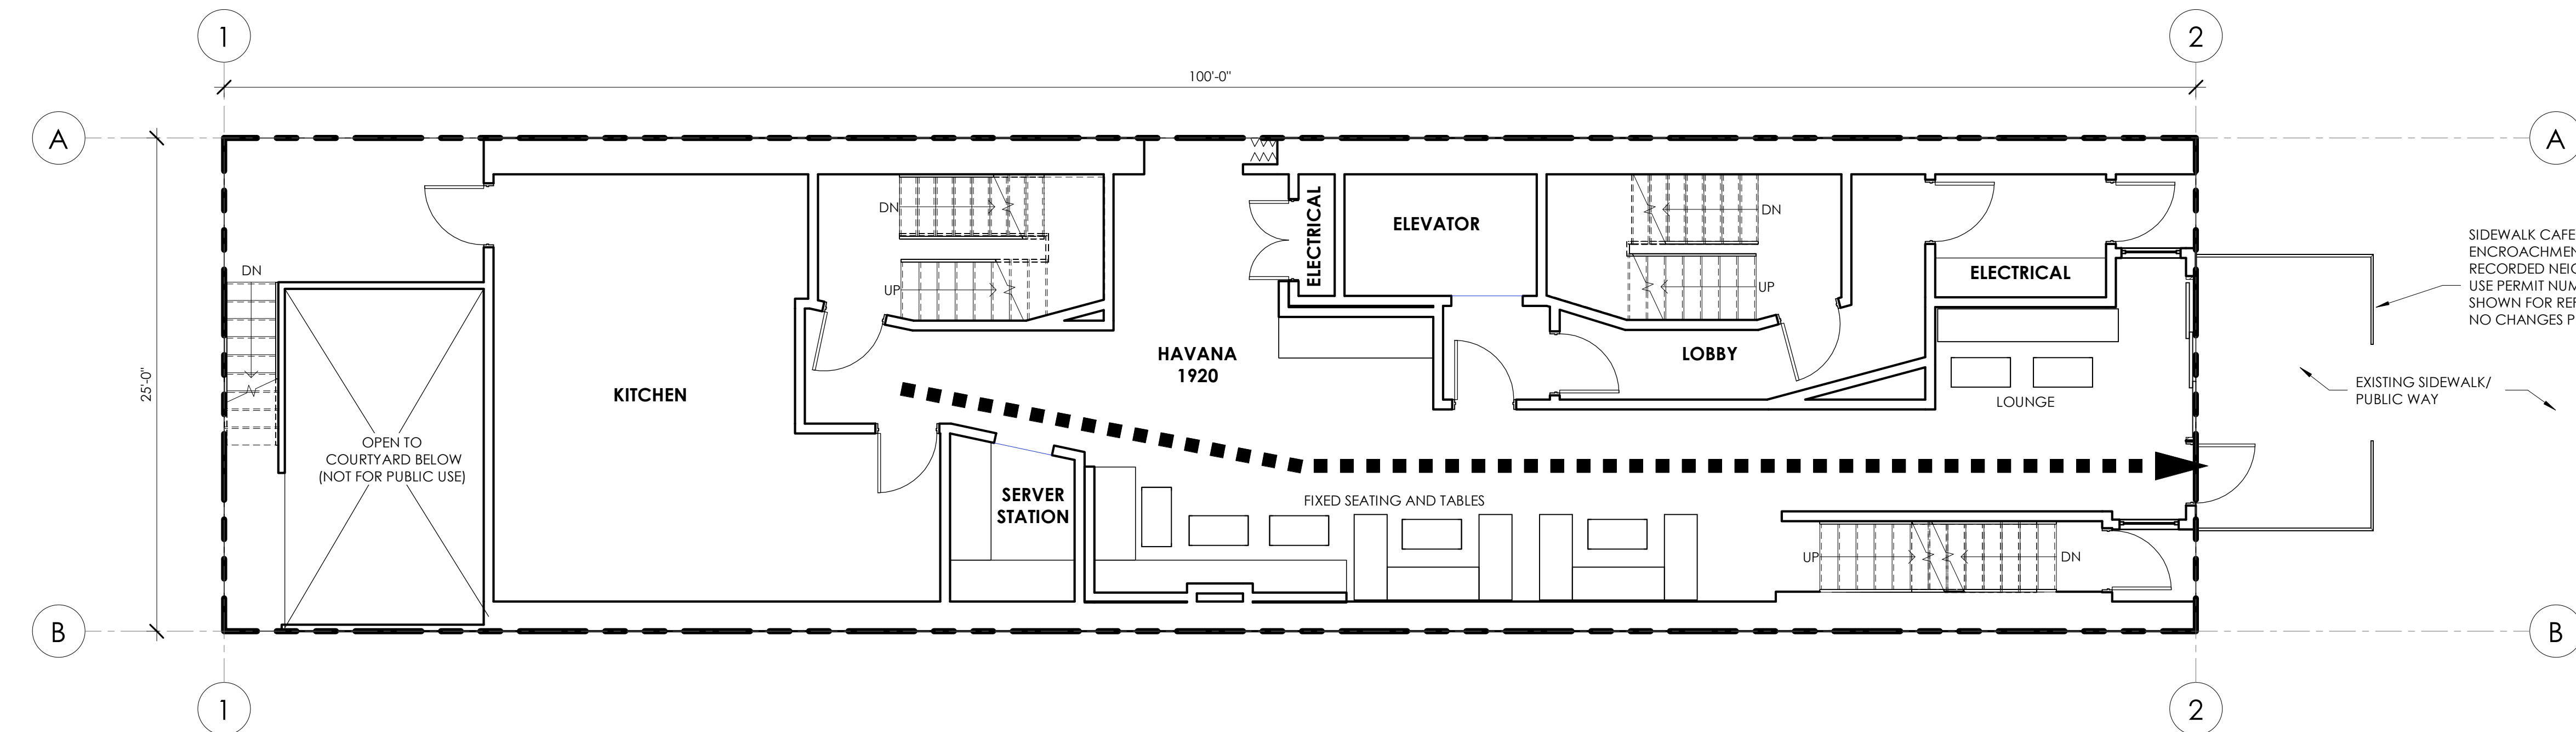 1
2
100'-0"
A
A
25'-0"
DN
OPEN TO
COURTYARD BELOW
(NOT FOR PUBLIC USE)
KITCHEN
DN
UP
HAVANA
1920
ELECTRICAL
ELEVATOR
DN
UP
LOBBY
ELECTRICAL
LOUNGE
SERVER
STATION
FIXED SEATING AND TABLES
UP
DN
SIDEWALK CAFE
ENCROACHMEN
RECORDED NEIG
USE PERMIT NUM
SHOWN FOR REF
NO CHANGES P
EXISTING SIDEWALK/
PUBLIC WAY
B
B
1
2